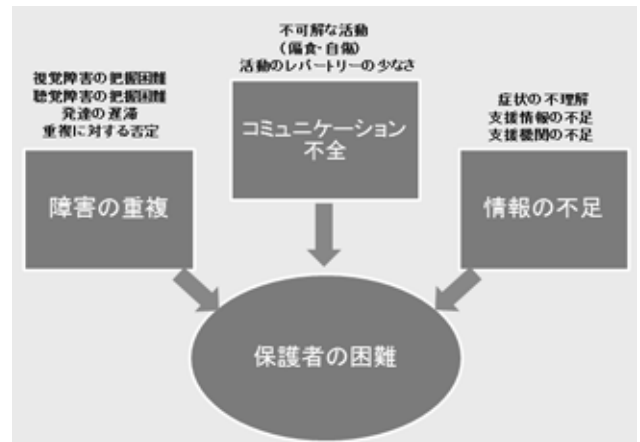 不可解な活動
(偏食・自傷)
活動のレパートリーの少なさ
コミュニケーション
不全
視覚障害の把握困難
聴覚障害の把握困難
発達の遅滞
重複に対する否定
障害の重複
症状の不理解
支援情報の不足
支援機関の不足
情報の不足
保護者の困難